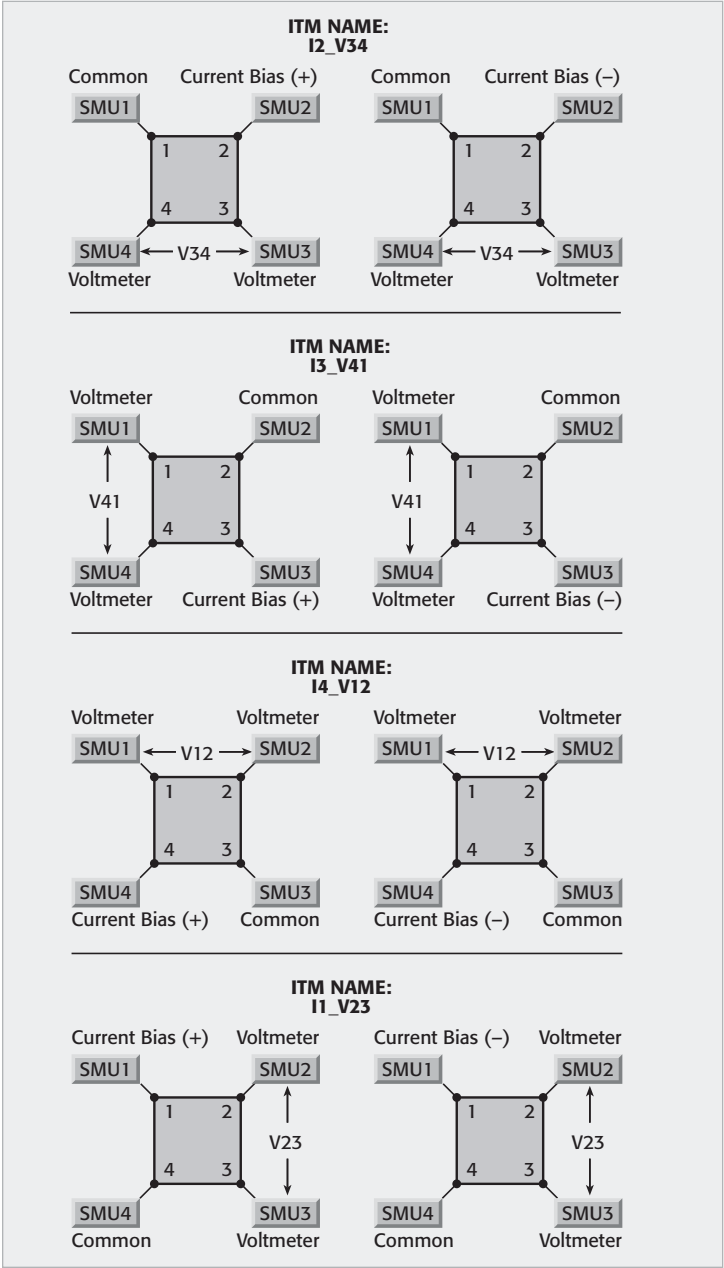 ITM NAME:
I2_V34
Common Current Bias (+) Common Current Bias (–)
SMU1 SMU2 SMU1 SMU2
1 2 1 2
4 3 4 3
SMU4 V34 SMU3 SMU4 V34 SMU3
Voltmeter Voltmeter Voltmeter Voltmeter
ITM NAME:
I3_V41
Voltmeter Common Voltmeter Common
SMU1 SMU2 SMU1 SMU2
1 2 1 2
V41 V41
4 3 4 3
SMU4 SMU3 SMU4 SMU3
Voltmeter Current Bias (+) Voltmeter Current Bias (–)
ITM NAME:
I4_V12
Voltmeter Voltmeter Voltmeter Voltmeter
SMU1 V12 SMU2 SMU1 V12 SMU2
1 2 1 2
4 3 4 3
SMU4 SMU3 SMU4 SMU3
Current Bias (+) Common Current Bias (–) Common
ITM NAME:
I1_V23
Current Bias (+) Voltmeter Current Bias (–) Voltmeter
SMU1 SMU2 SMU1 SMU2
1 2 1 2
V23 V23
4 3 4 3
SMU4 SMU3 SMU4 SMU3
Common Voltmeter Common Voltmeter